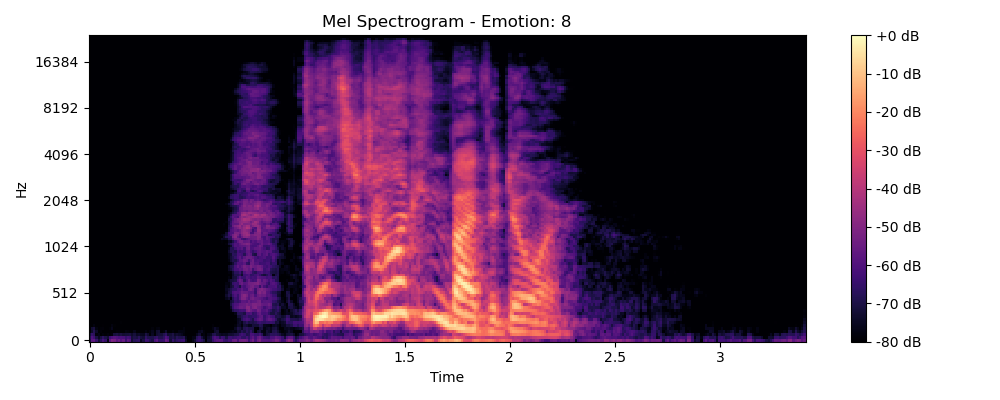 Mel Spectrogram - Emotion: 8
16384
8192
4096
2048
1024
512
0
Hz
0 0.5 1 1.5 2 2.5 3
Time
+0 dB
-10 dB
-20 dB
-30 dB
-40 dB
-50 dB
-60 dB
-70 dB
-80 dB